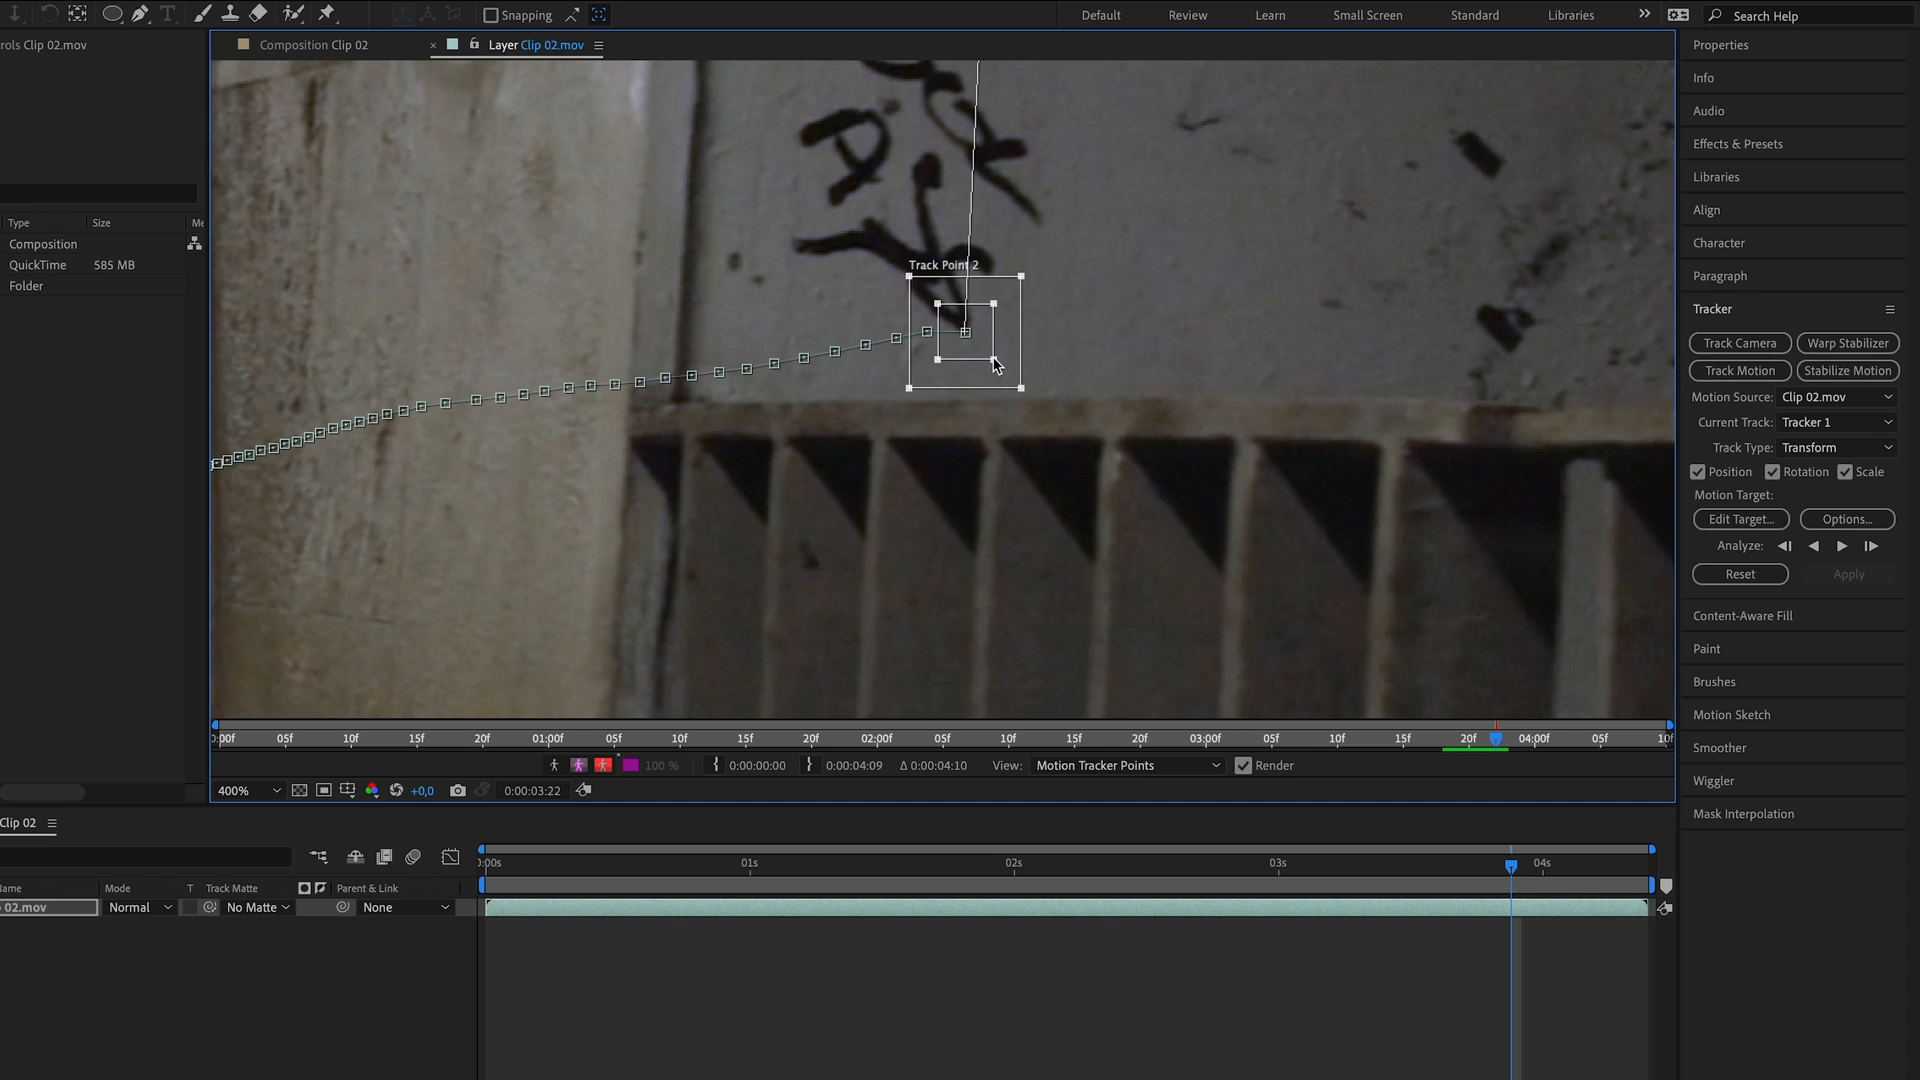 Snapping
Default
Review
Learn
Small Screen
Standard
Libraries
Search Help
rols Clip 02.mov
Composition Clip 02
× Layer Clip 02.mov
Properties
Info
Audio
Effects & Presets
Libraries
Align
Character
Paragraph
Tracker
Track Camera
Warp Stabilizer
Track Motion
Stabilize Motion
Motion Source: Clip 02.mov
Current Track: Tracker 1
Track Type: Transform
Position Rotation Scale
Motion Target:
Edit Target...
Options...
Analyze:
Reset
Apply
Content-Aware Fill
Paint
Brushes
Motion Sketch
Smoother
Wiggler
Mask Interpolation
Type Size Me
Composition
QuickTime 585 MB
Folder
Track Point 2
0:00f 05f 10f 15f 20f 01:00f 05f 10f 15f 20f 02:00f 05f 10f 15f 20f 03:00f 05f 10f 15f 20f 04:00f 05f 10f
100 % 0:00:00:00 0:00:04:09 Δ 0:00:04:10 View: Motion Tracker Points Render
400% +0,0 0:00:03:22
Clip 02
0:00s 01s 02s 03s 04s
Name Mode T Track Matte Parent & Link
02.mov Normal No Matte None